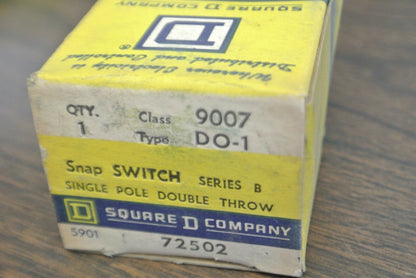 SQUARE D COMPANY
D
Wherever Electricity is
Distributed and Controlled
®
QTY. Class 9007
1 Type DO-1
Snap SWITCH SERIES B
SINGLE POLE DOUBLE THROW
D SQUARE D COMPANY
5901 72502